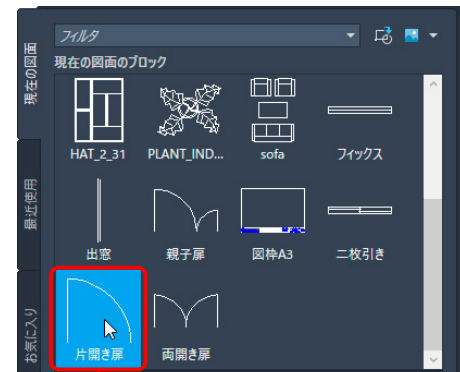 フィルタ
現在の図面
現在の図面のブロック
HAT_2_31
PLANT_IND...
sofa
フィックス
最近使用
出窓
親子扉
図枠A3
二枚引き
お気に入り
片開き扉
両開き扉